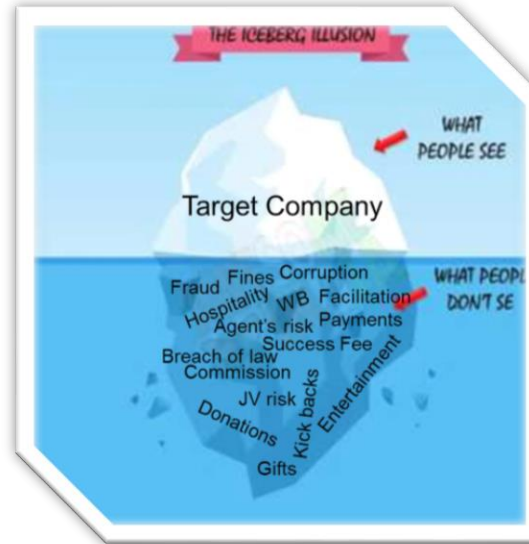 THE ICEBERG ILLUSION
WHAT
PEOPLE SEE
Target Company
WHAT PEOPL
DON'T SE
Fraud
Fines
Corruption
Hospitality
WB
Facilitation
Payments
Agent's risk
Success Fee
Breach of law
Commission
Entertainment
JV risk
Kick backs
Donations
Gifts